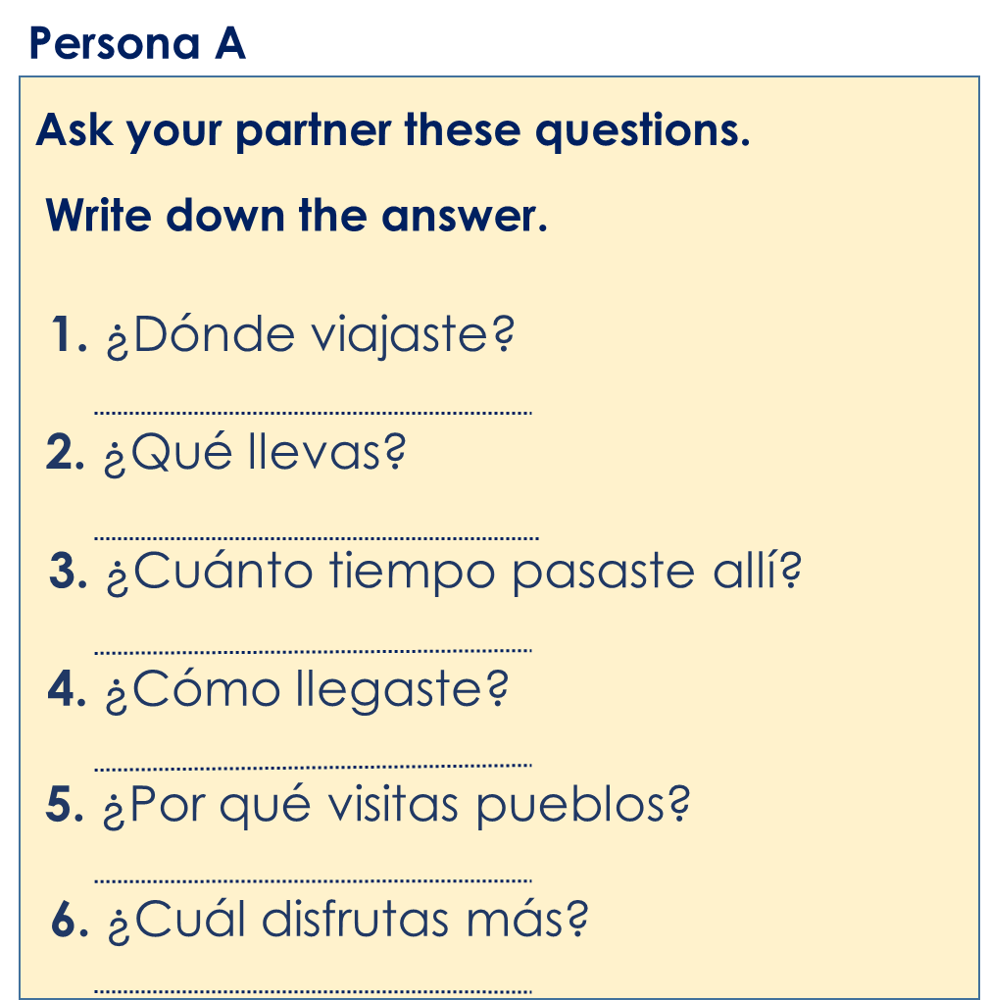 Persona A
Ask your partner these questions.
Write down the answer.
1. ¿Dónde viajaste?
2. ¿Qué llevas?
3. ¿Cuánto tiempo pasaste allí?
4. ¿Cómo llegaste?
5. ¿Por qué visitas pueblos?
6. ¿Cuál disfrutas más?